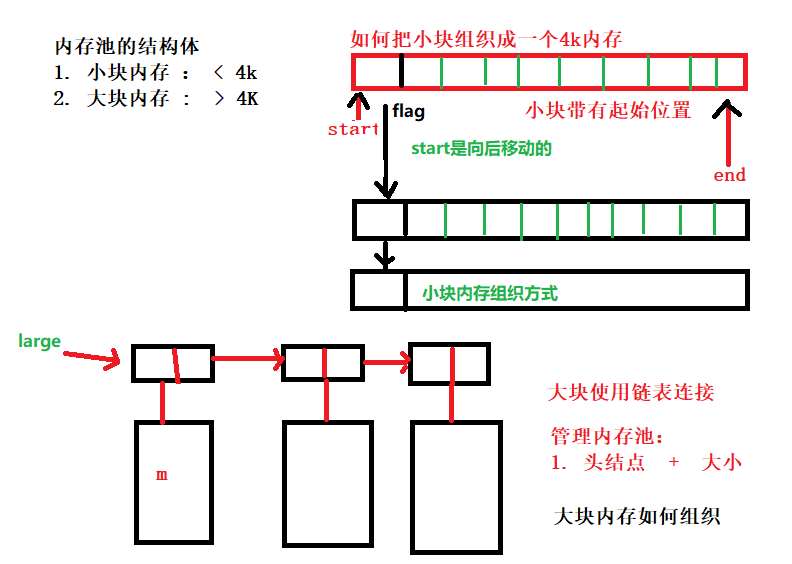 内存池的结构体
1. 小块内存 : < 4k
2. 大块内存 : > 4K
如何把小块组织成一个4k内存
start
flag
小块带有起始位置
start是向后移动的
end
小块内存组织方式
large
大块使用链表连接
管理内存池:
1. 头结点 + 大小
m
大块内存如何组织